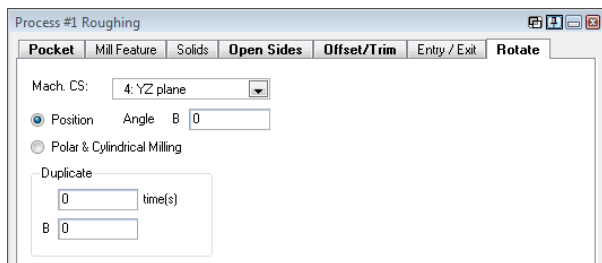 Process #1 Roughing
Pocket Mill Feature Solids Open Sides Offset/Trim Entry / Exit Rotate
Mach. CS: 4: YZ plane
Position Angle B 0
Polar & Cylindrical Milling
Duplicate
0 time(s)
B 0